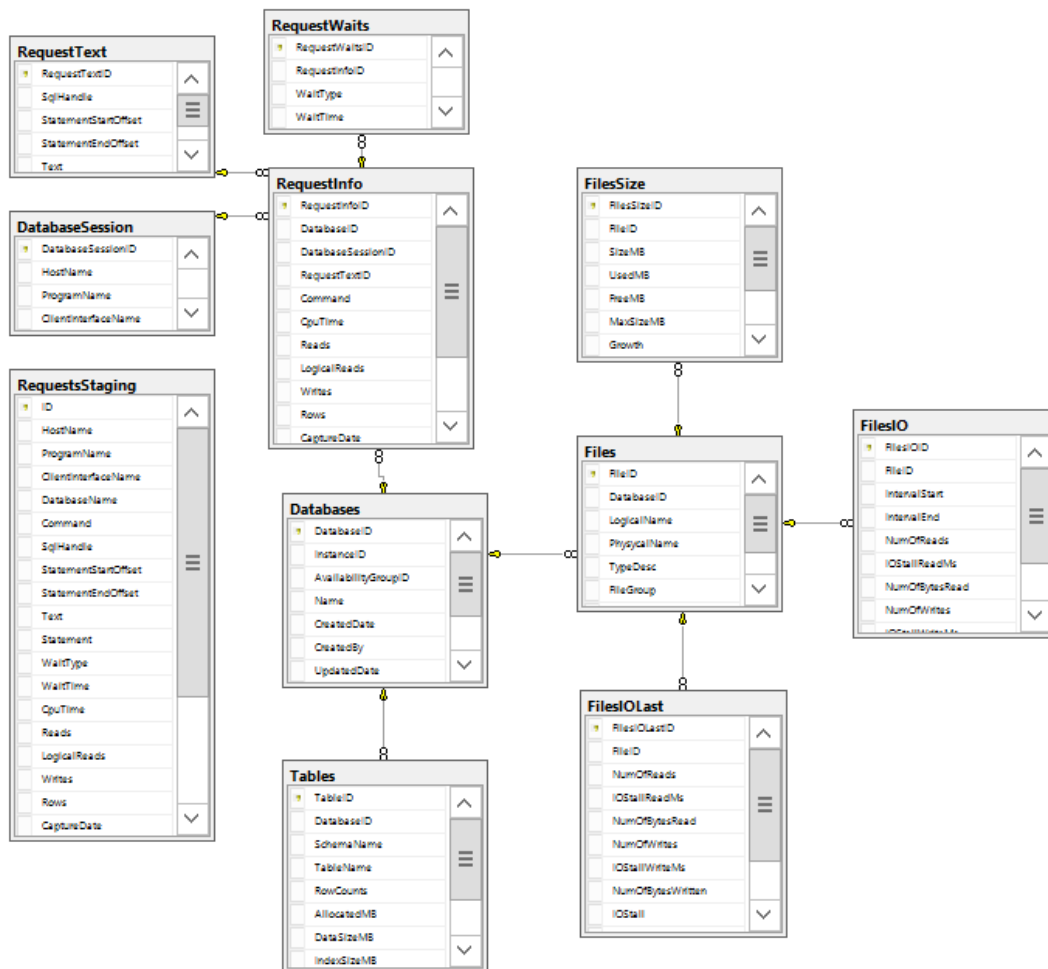 RequestWaits
RequestWaitsID
RequestInfoID
WaitType
WaitTime
RequestText
RequestTextID
SqlHandle
StatementStartOffset
StatementEndOffset
Text
DatabaseSession
DatabaseSessionID
HostName
ProgramName
ClientInterfaceName
RequestInfo
RequestInfoID
DatabaseID
DatabaseSessionID
RequestTextID
Command
CpuTime
Reads
LogicalReads
Writes
Rows
CaptureDate
FilesSize
FilesSizeID
FileID
SizeMB
UsedMB
FreeMB
MaxSizeMB
Growth
RequestsStaging
ID
HostName
ProgramName
ClientInterfaceName
DatabaseName
Command
SqlHandle
StatementStartOffset
StatementEndOffset
Text
Statement
WaitType
WaitTime
CpuTime
Reads
LogicalReads
Writes
Rows
CaptureDate
Databases
DatabaseID
InstanceID
AvailabilityGroupID
Name
CreatedDate
CreatedBy
UpdatedDate
Files
FileID
DatabaseID
LogicalName
PhysycalName
TypeDesc
FileGroup
FilesIO
FilesIOID
FileID
IntervalStart
IntervalEnd
NumOfReads
IOStallReadMs
NumOfBytesRead
NumOfWrites
IOStallWriteMs
Tables
TableID
DatabaseID
SchemaName
TableName
RowCounts
AllocatedMB
DataSizeMB
IndexSizeMB
FilesIOLast
FilesIOLastID
FileID
NumOfReads
IOStallReadMs
NumOfBytesRead
NumOfWrites
IOStallWriteMs
NumOfBytesWritten
IOStall